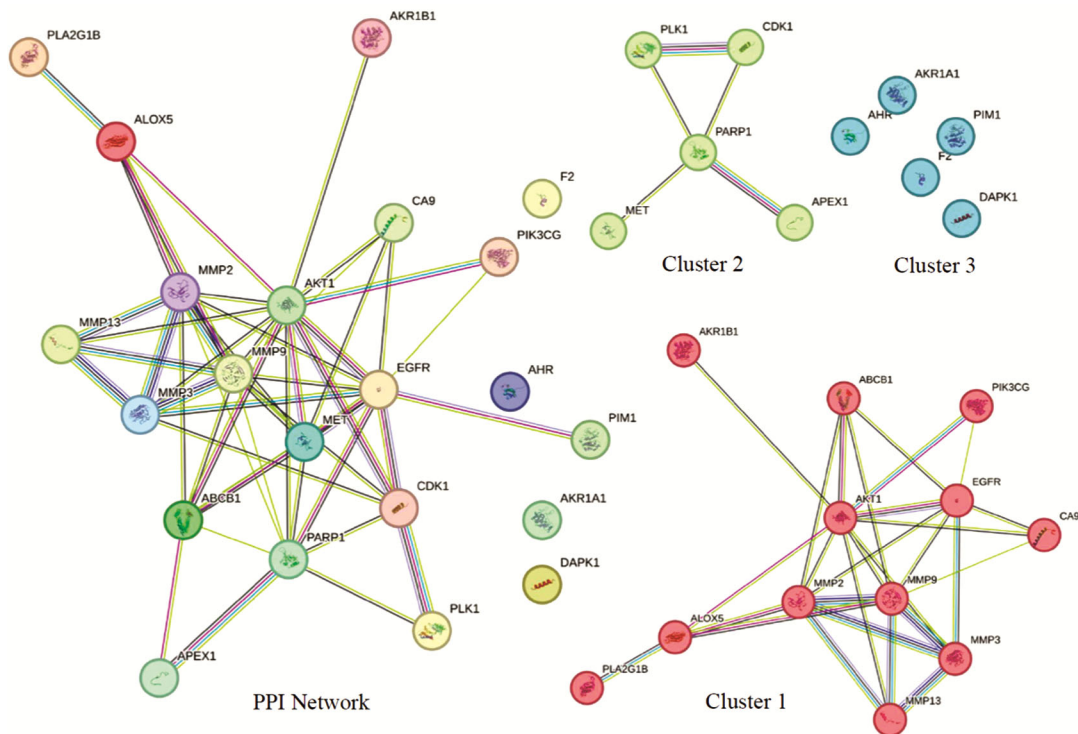 PLA2G1B
AKR1B1
ALOX5
F2
CA9
PIK3CG
MMP2
AKT1
MMP13
MMP9
EGFR
MMP3
AHR
MET
PIM1
CDK1
ABCB1
AKR1A1
PARP1
DAPK1
PLK1
APEX1
PPI Network
PLK1
CDK1
PARP1
MET
APEX1
Cluster 2
AKR1A1
AHR
PIM1
F2
DAPK1
Cluster 3
AKR1B1
ABCB1
PIK3CG
EGFR
AKT1
CA9
MMP2
MMP9
ALOX5
MMP3
PLA2G1B
MMP13
Cluster 1